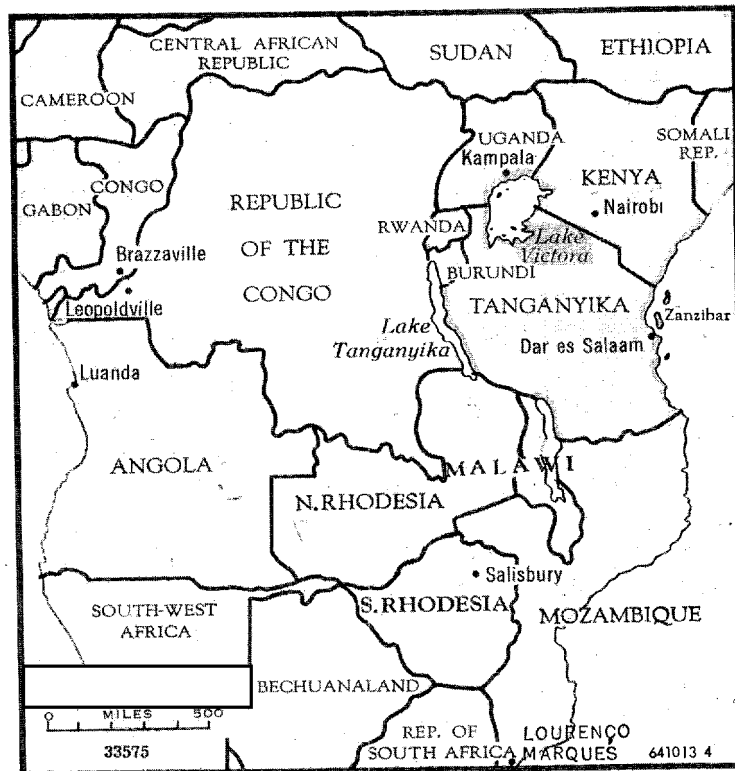 CENTRAL AFRICAN
REPUBLIC
SUDAN
ETHIOPIA
CAMEROON
UGANDA
Kampala
SOMALI
REP.
KENYA
CONGO
GABON
REPUBLIC
OF THE
CONGO
Nairobi
RWANDA
Lake
Victora
Brazzaville
BURUNDI
Leopoldville
TANGANYIKA
Zanzibar
Lake
Tanganyika
Dar es Salaam
Luanda
ANGOLA
MALAWI
N. RHODESIA
Salisbury
S. RHODESIA
SOUTH-WEST
AFRICA
MOZAMBIQUE
BECHUANALAND
0 MILES 500
REP. OF
SOUTH AFRICA
LOURENÇO
MARQUES
33575
641013 4